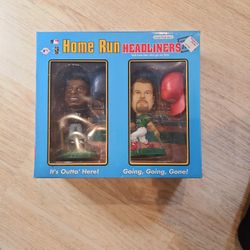 Home Run
HEADLINERS
It's Outta' Here!
Going, Going, Gone!